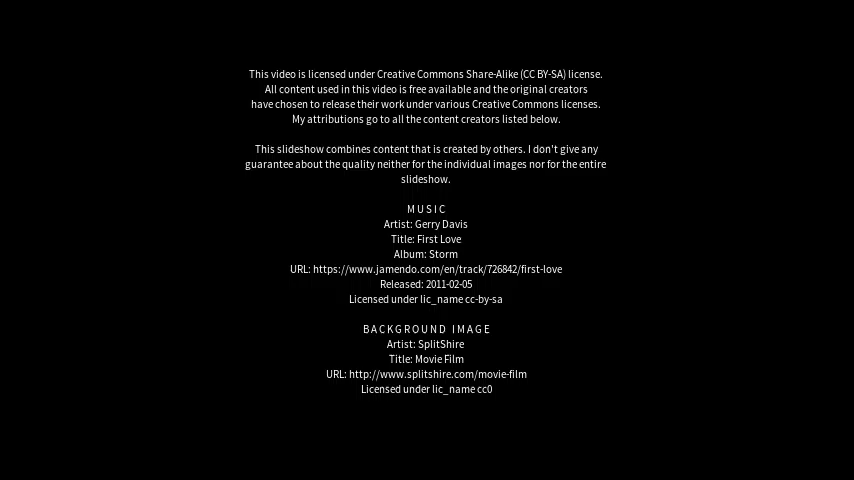 This video is licensed under Creative Commons Share-Alike (CC BY-SA) license.
All content used in this video is free available and the original creators
have chosen to release their work under various Creative Commons licenses.
My attributions go to all the content creators listed below.
This slideshow combines content that is created by others. I don't give any
guarantee about the quality neither for the individual images nor for the entire
slideshow.
MUSIC
Artist: Gerry Davis
Title: First Love
Album: Storm
URL: https://www.jamendo.com/en/track/726842/first-love
Released: 2011-02-05
Licensed under lic_name cc-by-sa
BACKGROUND IMAGE
Artist: SplitShire
Title: Movie Film
URL: http://www.splitshire.com/movie-film
Licensed under lic_name cc0